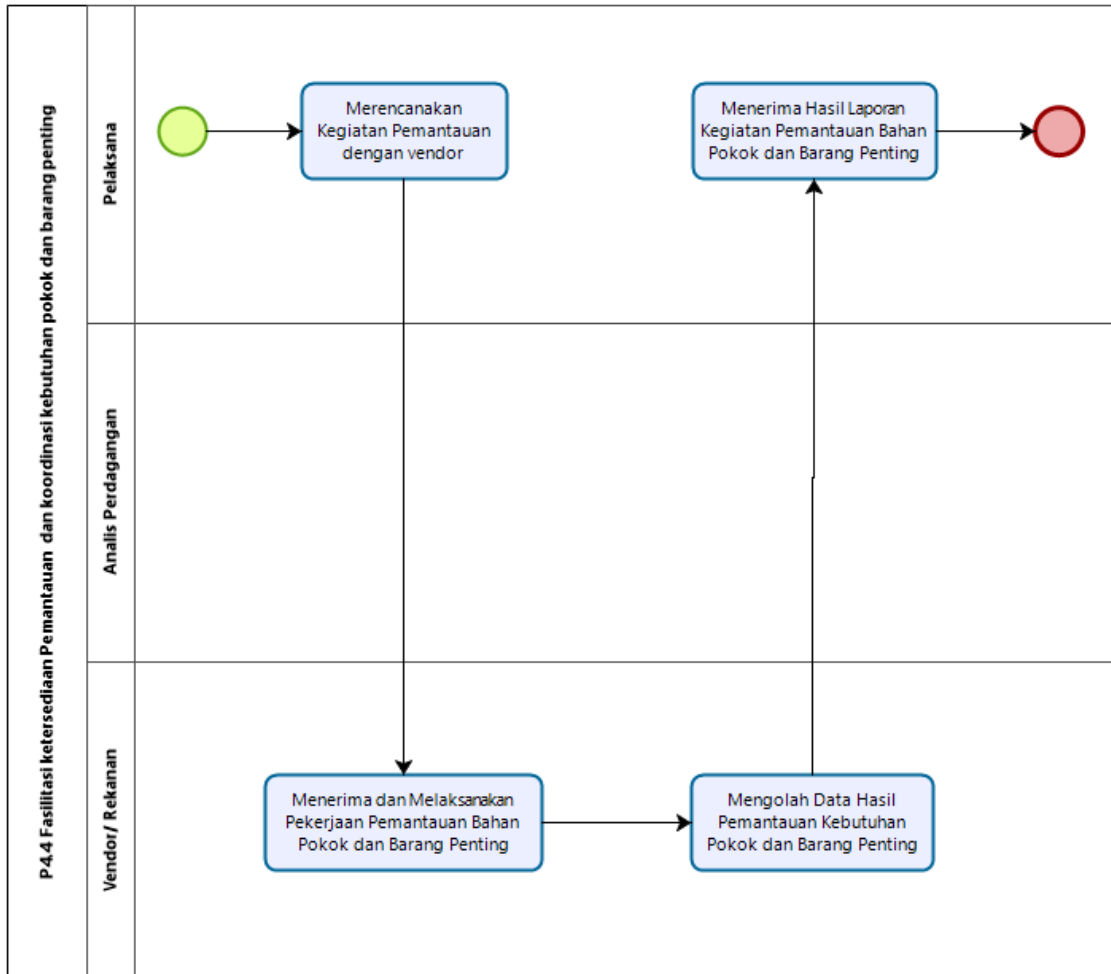 P4.4 Fasilitasi ketersediaan Pemantauan  dan koordinasi kebutuhan pokok dan barang penting
Pelaksana
Merencanakan
Kegiatan Pemantauan
dengan vendor
Menerima Hasil Laporan
Kegiatan Pemantauan Bahan
Pokok dan Barang Penting
Analis Perdagangan
Vendor/ Rekanan
Menerima dan Melaksanakan
Pekerjaan Pemantauan Bahan
Pokok dan Barang Penting
Mengolah Data Hasil
Pemantauan Kebutuhan
Pokok dan Barang Penting